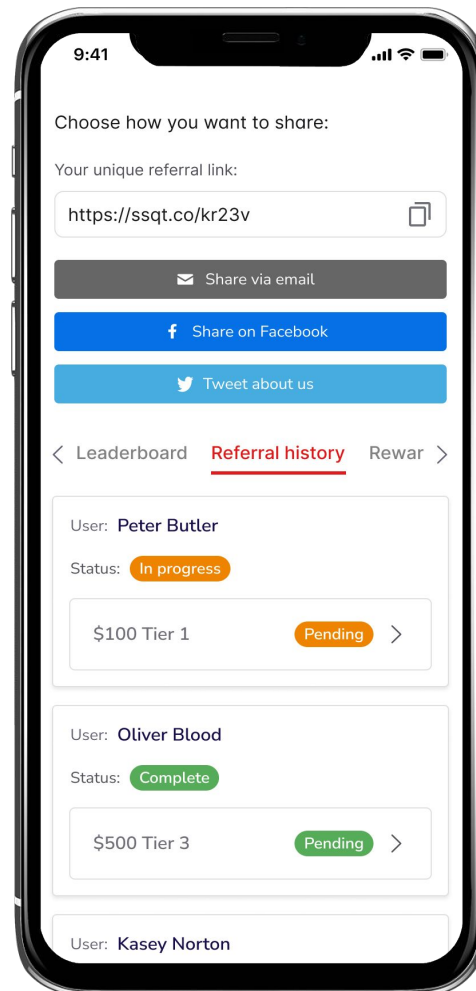 9:41
Choose how you want to share:
Your unique referral link:
https://ssqt.co/kr23v
Share via email
Share on Facebook
Tweet about us
Leaderboard Referral history Rewar
User: Peter Butler
Status: In progress
$100 Tier 1 Pending
User: Oliver Blood
Status: Complete
$500 Tier 3 Pending
User: Kasey Norton